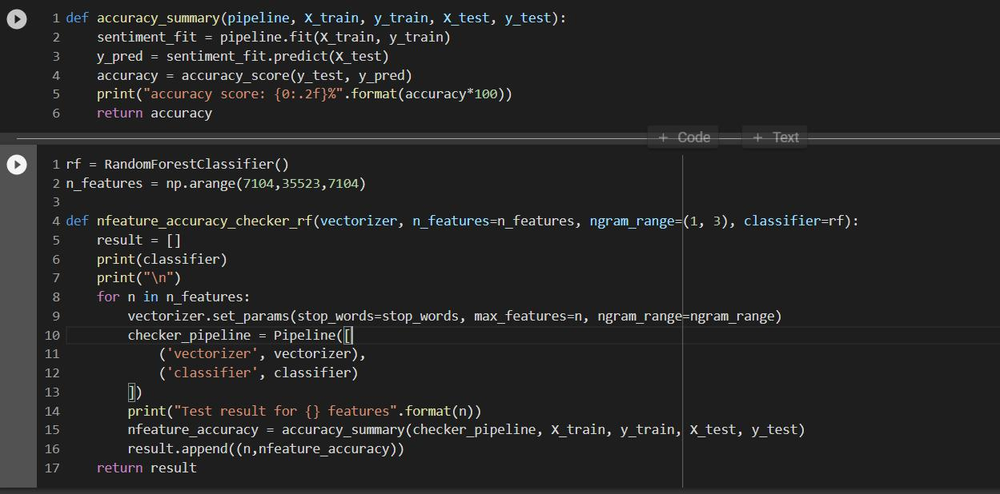 1 def accuracy_summary(pipeline, X_train, y_train, X_test, y_test):
2     sentiment_fit = pipeline.fit(X_train, y_train)
3     y_pred = sentiment_fit.predict(X_test)
4     accuracy = accuracy_score(y_test, y_pred)
5     print("accuracy score: {0:.2f}%".format(accuracy*100))
6     return accuracy
+ Code + Text
1 rf = RandomForestClassifier()
2 n_features = np.arange(7104,35523,7104)
3
4 def nfeature_accuracy_checker_rf(vectorizer, n_features=n_features, ngram_range=(1, 3), classifier=rf):
5     result = []
6     print(classifier)
7     print("\n")
8     for n in n_features:
9         vectorizer.set_params(stop_words=stop_words, max_features=n, ngram_range=ngram_range)
10         checker_pipeline = Pipeline([
11             ('vectorizer', vectorizer),
12             ('classifier', classifier)
13         ])
14         print("Test result for {} features".format(n))
15         nfeature_accuracy = accuracy_summary(checker_pipeline, X_train, y_train, X_test, y_test)
16         result.append((n,nfeature_accuracy))
17     return result